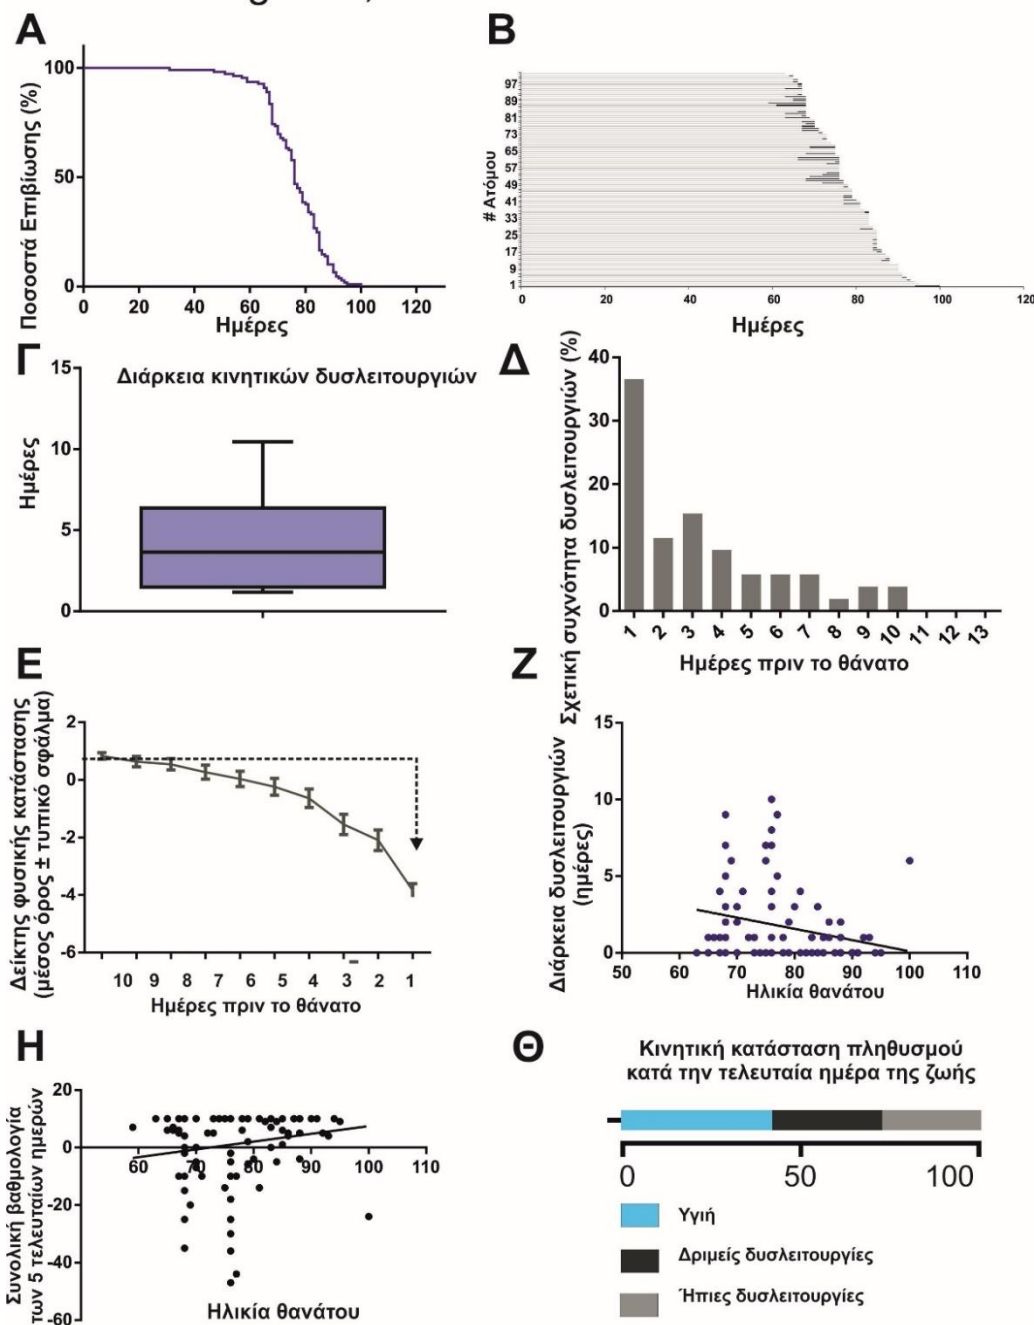 Α
Ποσοστά Επιβίωσης (%)
100
50
0
0 20 40 60 80 100 120
Ημέρες
Β
# Ατόμου
97
89
81
73
65
57
49
41
33
25
17
9
1
0 20 40 60 80 100 120
Ημέρες
Γ
Διάρκεια κινητικών δυσλειτουργιών
Ημέρες
15
10
5
0
Δ
Σχετική συχνότητα δυσλειτουργιών (%)
40
30
20
10
0
1 2 3 4 5 6 7 8 9 10 11 12 13
Ημέρες πριν το θάνατο
Ε
Δείκτης φυσικής κατάστασης
(μέσος όρος ± τυπικό σφάλμα)
2
0
-2
-4
-6
10 9 8 7 6 5 4 3 2 1
Ημέρες πριν το θάνατο
Ζ
Διάρκεια δυσλειτουργιών
(ημέρες)
15
10
5
0
50 60 70 80 90 100 110
Ηλικία θανάτου
Η
Συνολική βαθμολογία
των 5 τελευταίων ημερών
20
0
-20
-40
-60
60 70 80 90 100 110
Ηλικία θανάτου
Θ
Κινητική κατάσταση πληθυσμού
κατά την τελευταία ημέρα της ζωής
0 50 100
Υγιή
Δριμείς δυσλειτουργίες
Ήπιες δυσλειτουργίες